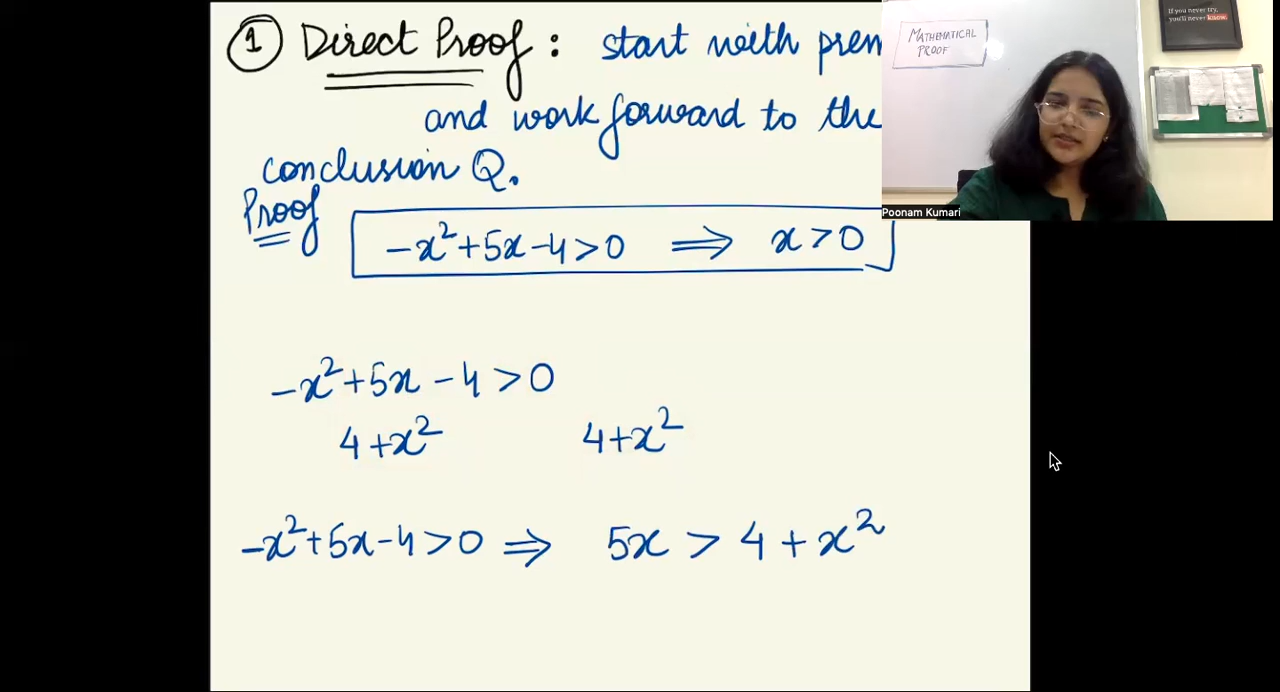 ① Direct Proof : start with prem
and work forward to the
conclusion Q.
Proof
-x²+5x-4>0 ⟹ x>0
-x²+5x-4>0
4+x² 4+x²
-x²+5x-4>0 ⇒ 5x > 4+x²
MATHEMATICAL
PROOF
If you never try,
you'll never know.
Poonam Kumari